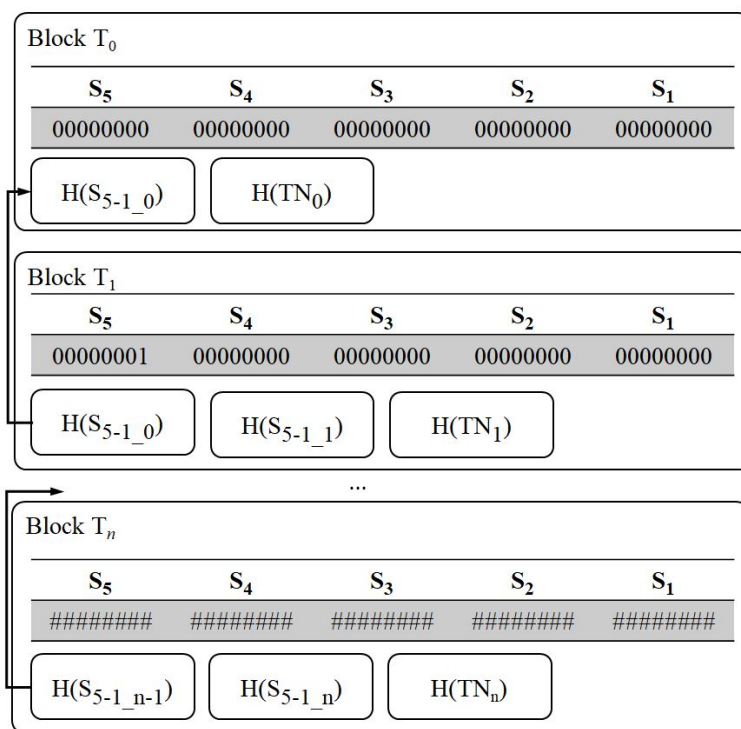 Block T₀
S₅ S₄ S₃ S₂ S₁
00000000 00000000 00000000 00000000 00000000
H(S₅₋₁_₀) H(TN₀)
Block T₁
S₅ S₄ S₃ S₂ S₁
00000001 00000000 00000000 00000000 00000000
H(S₅₋₁_₀) H(S₅₋₁_₁) H(TN₁)
...
Block Tₙ
S₅ S₄ S₃ S₂ S₁
######## ######## ######## ######## ########
H(S₅₋₁_ₙ₋₁) H(S₅₋₁_ₙ) H(TNₙ)